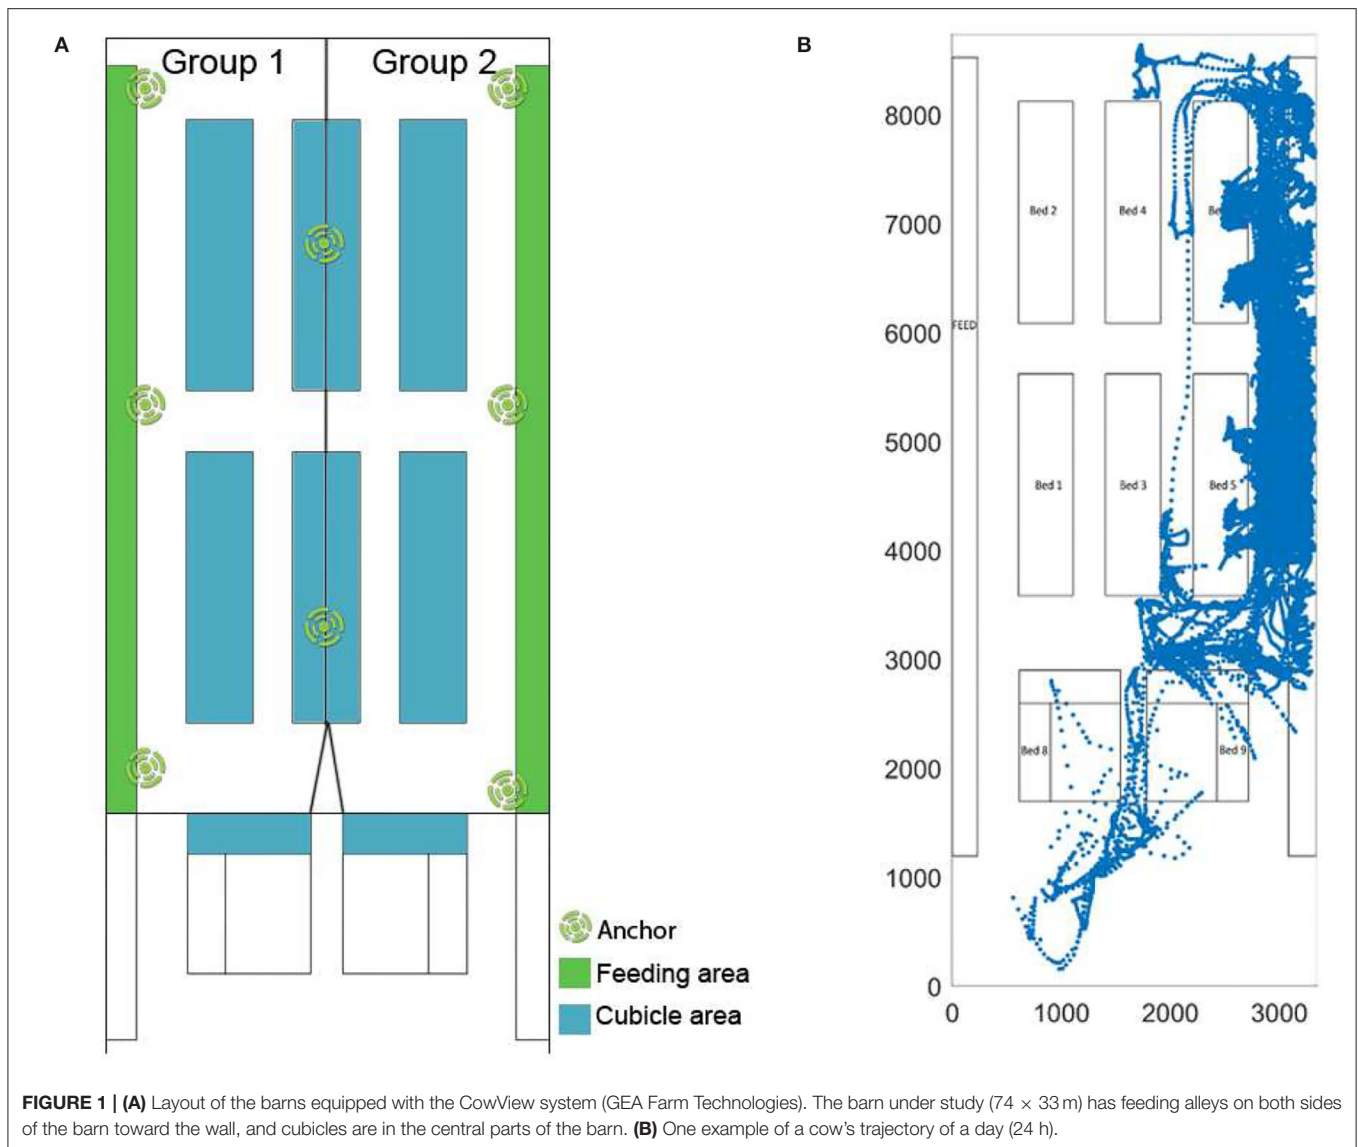 A
Group 1
Group 2
Anchor
Feeding area
Cubicle area
B
8000
7000
6000
5000
4000
3000
2000
1000
0
0 1000 2000 3000
Bed 2
Bed 4
Be
FEED
Bed 1
Bed 3
Bed 5
Bed 8
Bed 9
FIGURE 1 | (A) Layout of the barns equipped with the CowView system (GEA Farm Technologies). The barn under study (74 × 33 m) has feeding alleys on both sides
of the barn toward the wall, and cubicles are in the central parts of the barn. (B) One example of a cow's trajectory of a day (24 h).